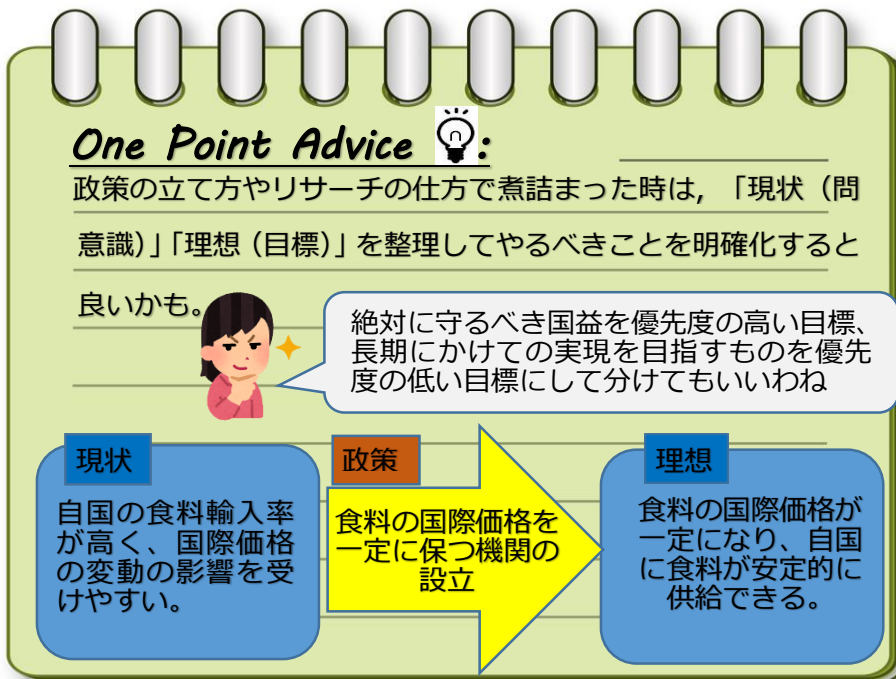 One Point Advice :
政策の立て方やリサーチの仕方で煮詰まった時は，「現状（問
意識）」「理想（目標）」を整理してやるべきことを明確化すると
良いかも。
絶対に守るべき国益を優先度の高い目標、
長期にかけての実現を目指すものを優先
度の低い目標にして分けてもいいわね
現状
自国の食料輸入率
が高く、国際価格
の変動の影響を受
けやすい。
政策
食料の国際価格を
一定に保つ機関の
設立
理想
食料の国際価格が
一定になり、自国
に食料が安定的に
供給できる。